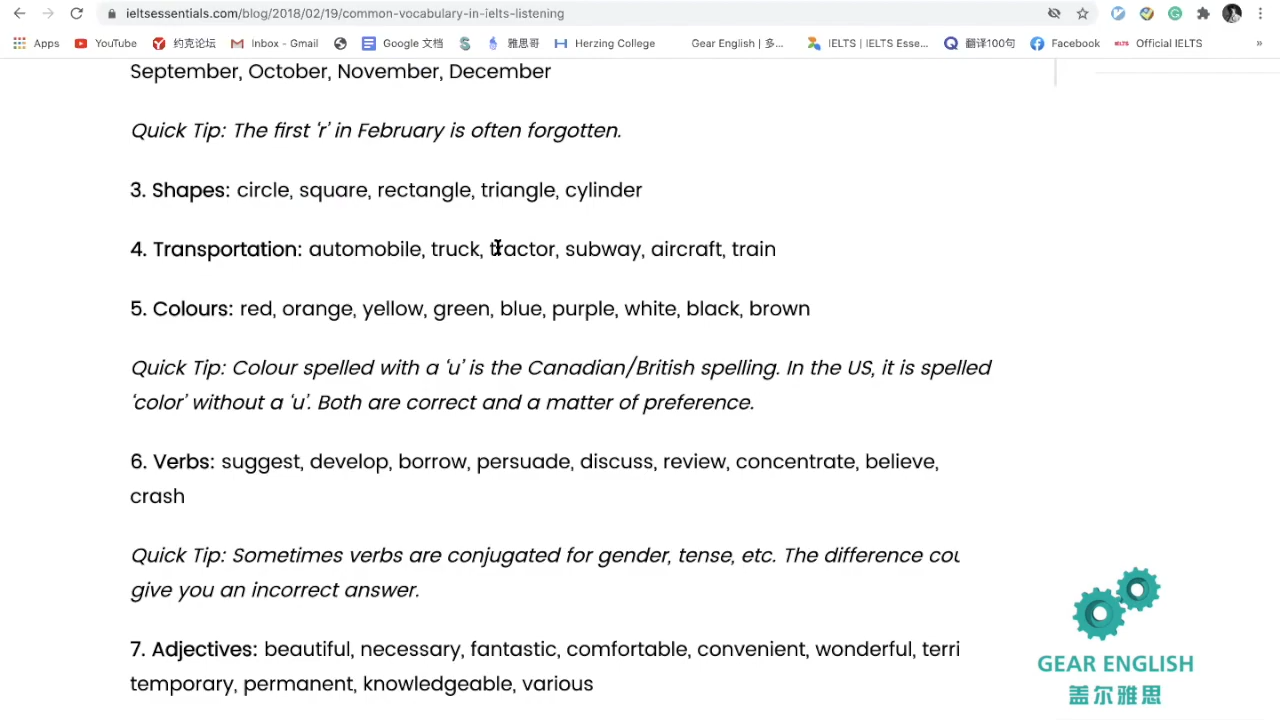 ieltsessentials.com/blog/2018/02/19/common-vocabulary-in-ielts-listening
Apps YouTube 约克论坛 Inbox - Gmail Google 文档 雅思哥 Herzing College Gear English | 多... IELTS | IELTS Esse... 翻译100句 Facebook IELTS Official IELTS »
September, October, November, December
Quick Tip: The first ‘r’ in February is often forgotten.
3. Shapes: circle, square, rectangle, triangle, cylinder
4. Transportation: automobile, truck, tractor, subway, aircraft, train
5. Colours: red, orange, yellow, green, blue, purple, white, black, brown
Quick Tip: Colour spelled with a ‘u’ is the Canadian/British spelling. In the US, it is spelled
‘color’ without a ‘u’. Both are correct and a matter of preference.
6. Verbs: suggest, develop, borrow, persuade, discuss, review, concentrate, believe,
crash
Quick Tip: Sometimes verbs are conjugated for gender, tense, etc. The difference cou
give you an incorrect answer.
7. Adjectives: beautiful, necessary, fantastic, comfortable, convenient, wonderful, terri
temporary, permanent, knowledgeable, various
GEAR ENGLISH
盖尔雅思